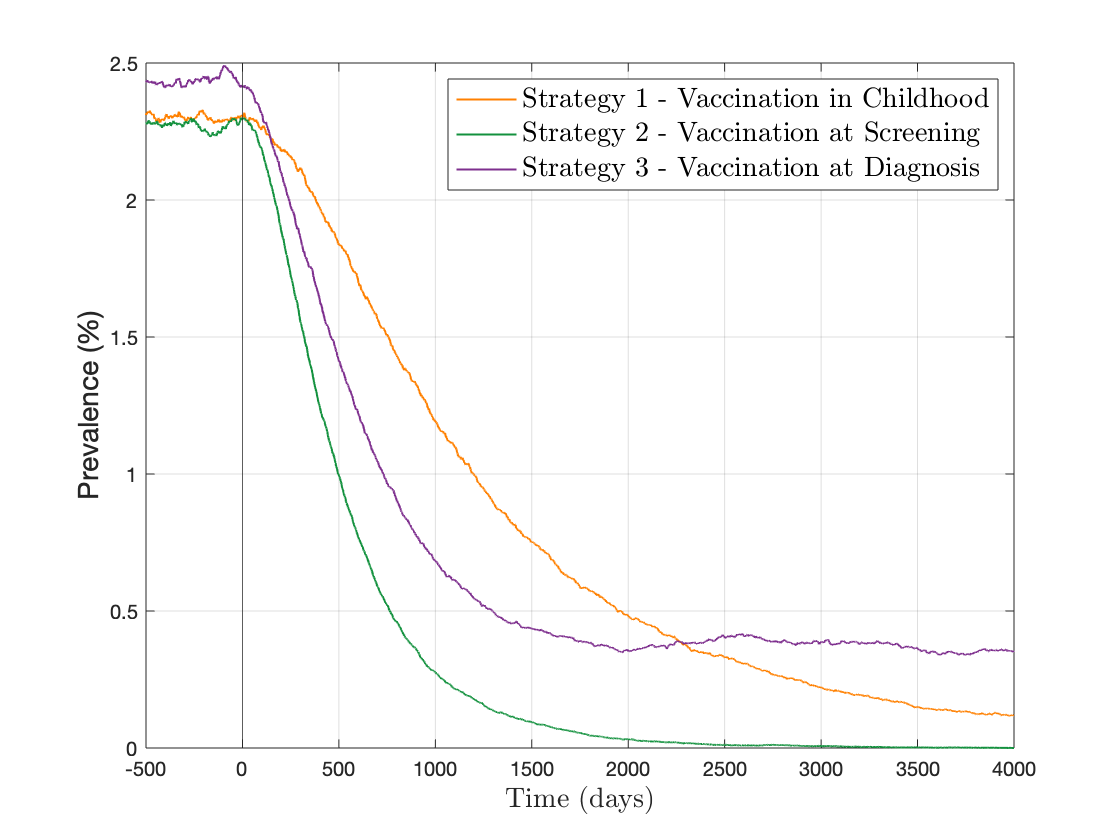 2.5
2
1.5
1
0.5
0
Prevalence (%)
Strategy 1 - Vaccination in Childhood
Strategy 2 - Vaccination at Screening
Strategy 3 - Vaccination at Diagnosis
-500 0 500 1000 1500 2000 2500 3000 3500 4000
Time (days)